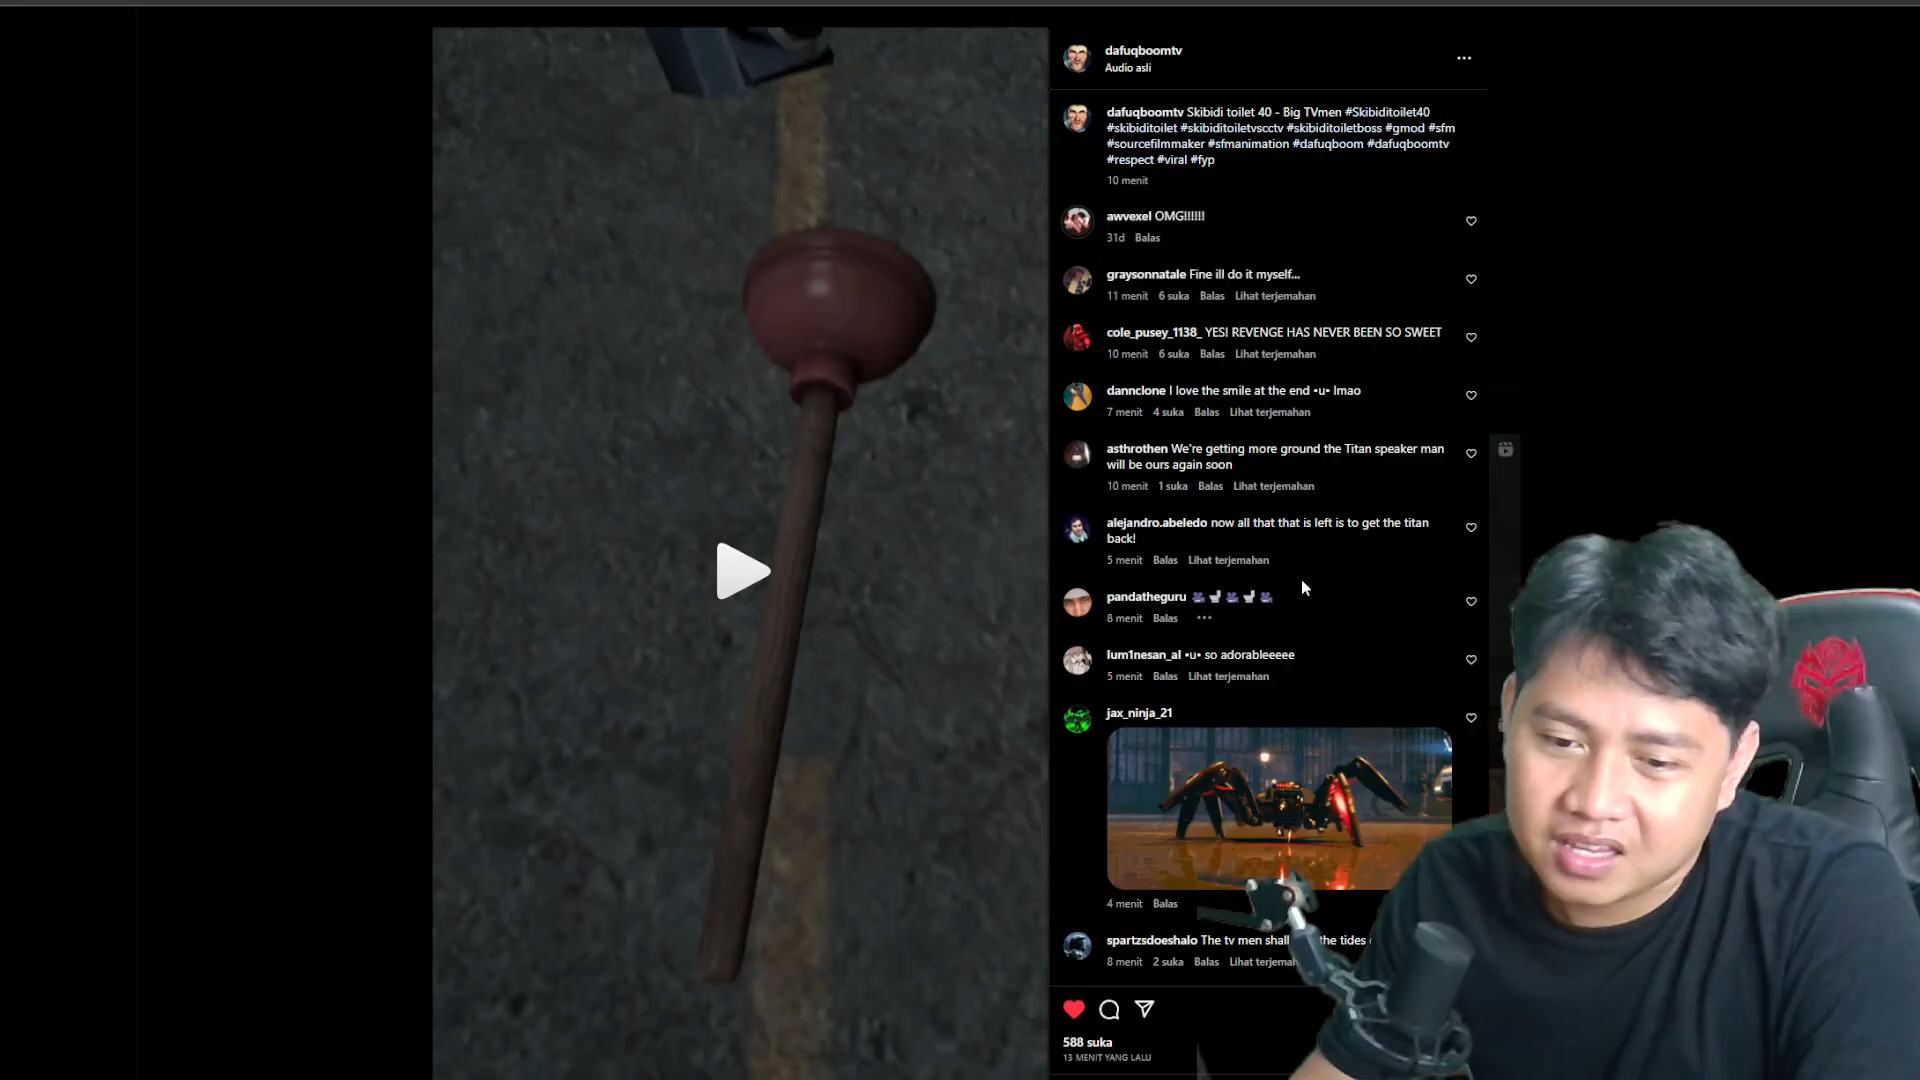 dafuqboomtv
Audio asli
dafuqboomtv Skibidi toilet 40 - Big TVmen #Skibiditoilet40
#skibiditoilet #skibiditoiletvscctv #skibiditoiletboss #gmod #sfm
#sourcefilmmaker #sfmanimation #dafuqboom #dafuqboomtv
#respect #viral #fyp
10 menit
awvexel OMG!!!!!!
31d Balas
graysonnatale Fine ill do it myself...
11 menit 6 suka Balas Lihat terjemahan
cole_pusey_1138_ YES! REVENGE HAS NEVER BEEN SO SWEET
10 menit 6 suka Balas Lihat terjemahan
dannclone I love the smile at the end •u• lmao
7 menit 4 suka Balas Lihat terjemahan
asthrothen We're getting more ground the Titan speaker man
will be ours again soon
10 menit 1 suka Balas Lihat terjemahan
alejandro.abeledo now all that that is left is to get the titan
back!
5 menit Balas Lihat terjemahan
pandatheguru 🎥🚽🎥🚽🎥
8 menit Balas
lum1nesan_al •u• so adorableeeee
5 menit Balas Lihat terjemahan
jax_ninja_21
4 menit Balas
spartzsdoeshalo The tv men shall the tides
8 menit 2 suka Balas Lihat
588 suka
13 MENIT YANG LALU